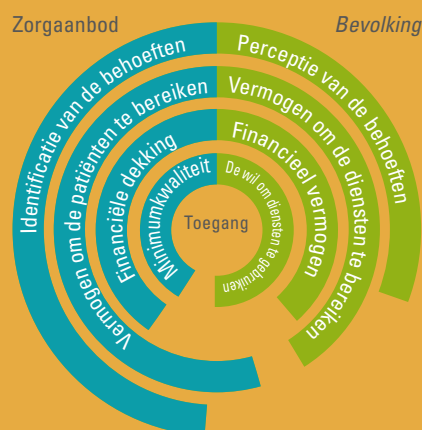 Zorgaanbod
Bevolking
Identificatie van de behoeften
Perceptie van de behoeften
Vermogen om de patiënten te bereiken
Vermogen om de diensten te bereiken
Financiële dekking
Financieel vermogen
Minimumkwaliteit
De wil om diensten te gebruiken
Toegang